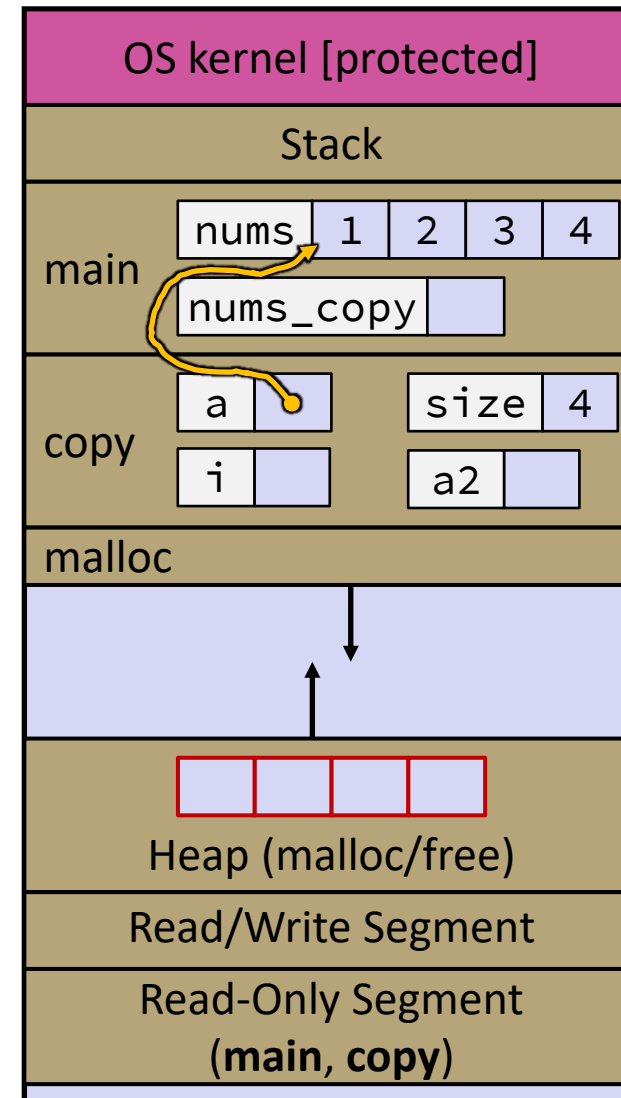 OS kernel [protected]
Stack
main
nums 1 2 3 4
nums_copy
copy
a size 4
i a2
malloc
Heap (malloc/free)
Read/Write Segment
Read-Only Segment
(main, copy)